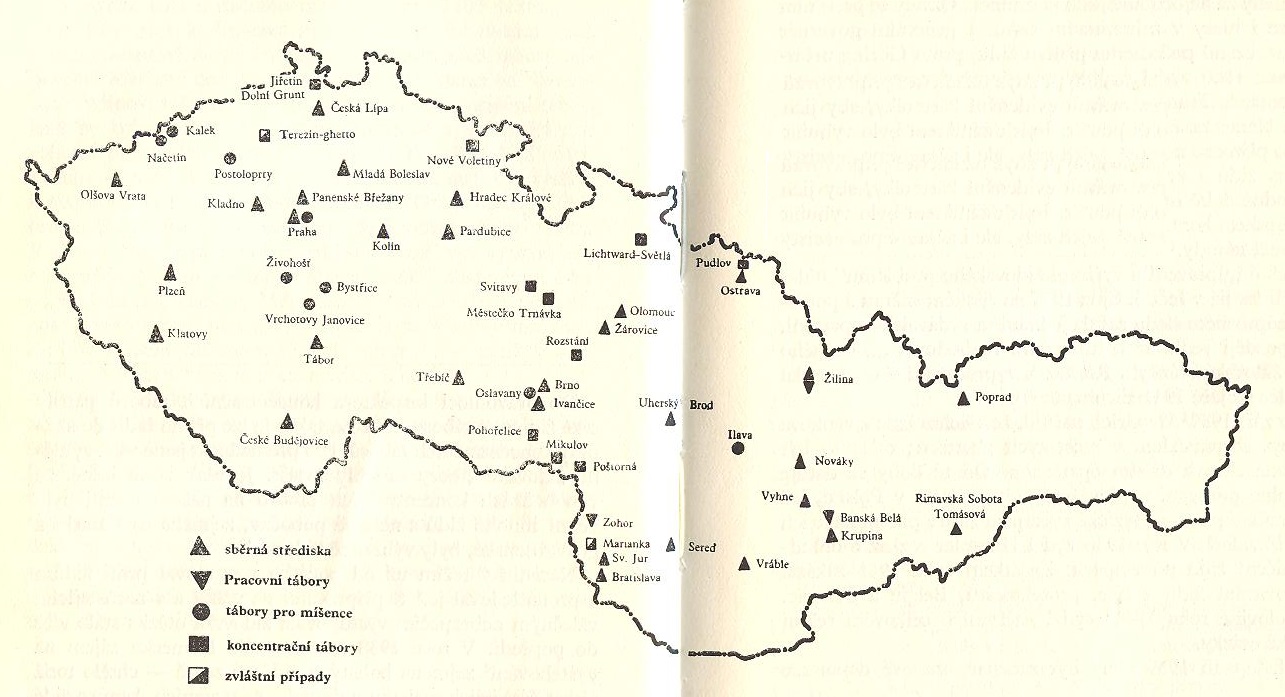 Jiřetín
Dolní Grunt
Česká Lípa
Kalek
Načetín
Terezín-ghetto
Nové Voletiny
Postoloprty
Mladá Boleslav
Olšova Vrata
Kladno
Panenské Břežany
Hradec Králové
Praha
Kolín
Pardubice
Lichtward-Světlá
Pudlov
Ostrava
Živohošť
Plzeň
Bystřice
Svitavy
Vrchotovy Janovice
Městečko Trnávka
Olomouc
Žárovice
Klatovy
Rozstání
Tábor
Třebíč
Brno
Oslavany
Ivančice
Žilina
Poprad
Uherský Brod
České Budějovice
Pohořelice
Mikulov
Poštorná
Ilava
Nováky
Vyhne
Rimavská Sobota
Tomásová
Zohor
Banská Belá
Krupina
Marianka
Sereď
Sv. Jur
Bratislava
Vráble
sběrná střediska
Pracovní tábory
tábory pro míšence
koncentrační tábory
zvláštní případy